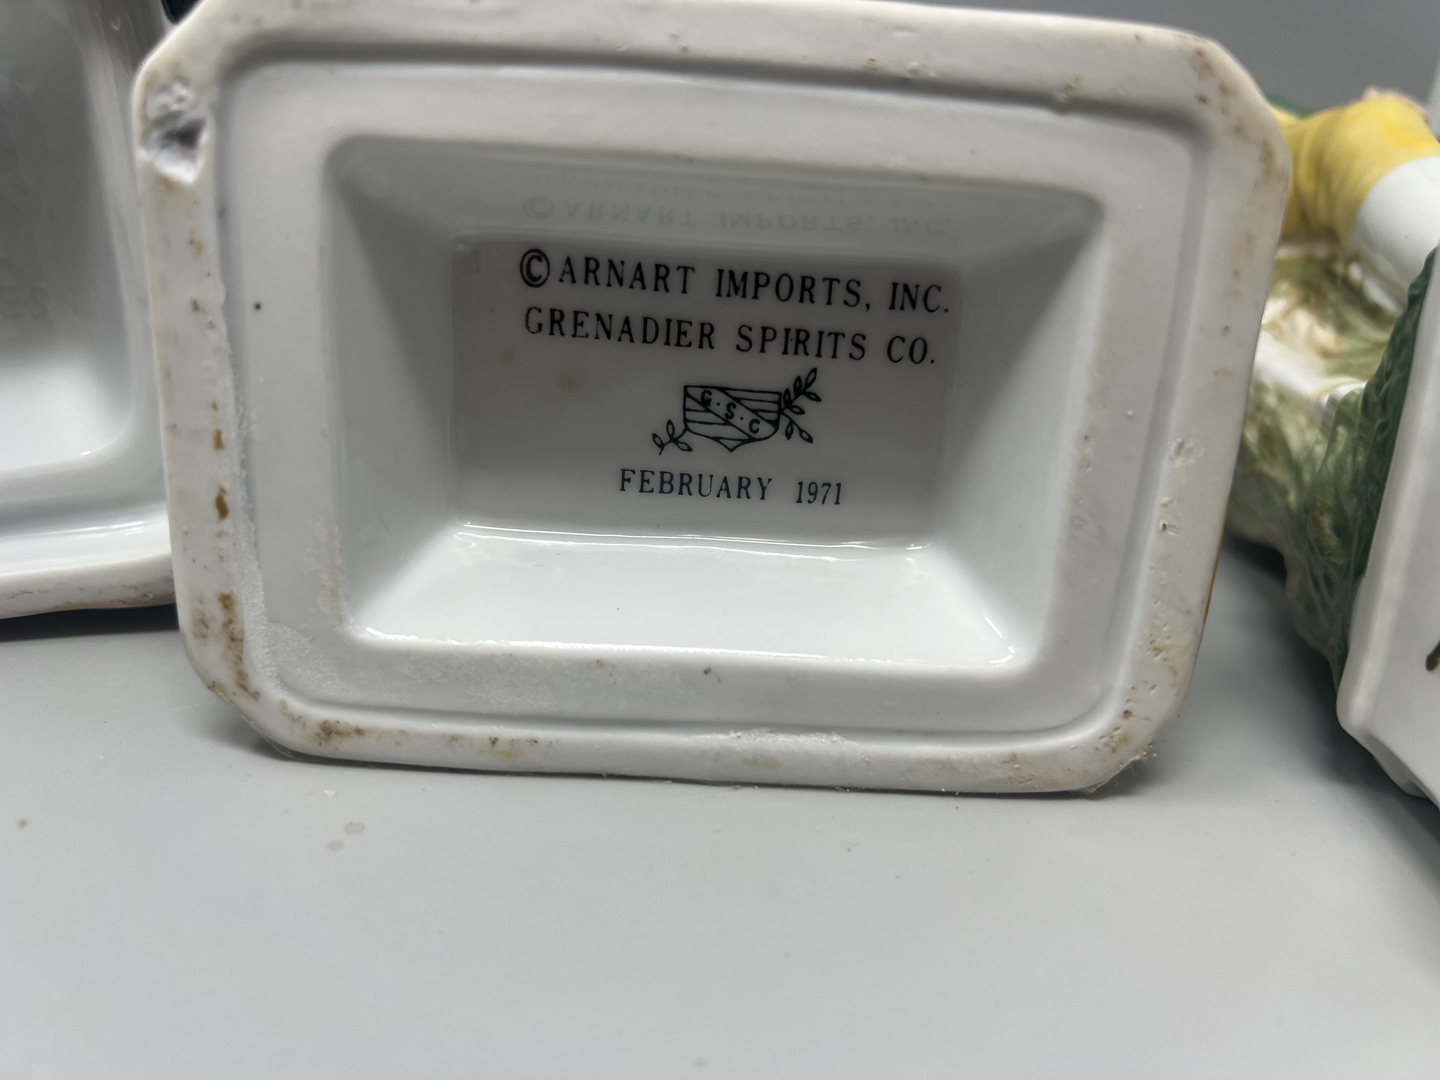 © ARNART IMPORTS, INC.
GRENADIER SPIRITS CO.
G·S·C
FEBRUARY 1971